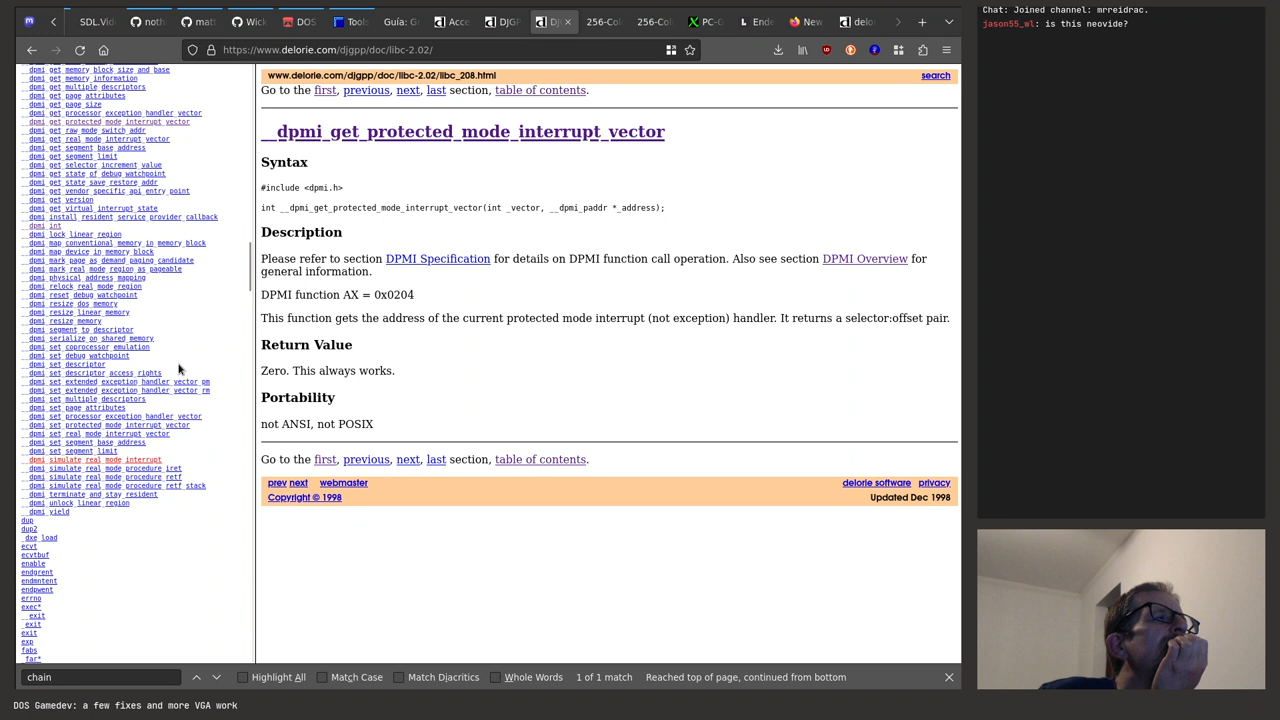 Chat: Joined channel: mrreidrac.
jason55_wl: is this neovide?
SDL.Vid
noth
matt
Wick
DOS
Tools
Guía: G
Acce
DJGP
Dj
256-Col
256-Col
PC-G
Ende
New
delor
https://www.delorie.com/djgpp/doc/libc-2.02/
__dpmi_get_memory_block_size_and_base
__dpmi_get_memory_information
__dpmi_get_multiple_descriptors
__dpmi_get_page_attributes
__dpmi_get_page_size
__dpmi_get_processor_exception_handler_vector
__dpmi_get_protected_mode_interrupt_vector
__dpmi_get_raw_mode_switch_addr
__dpmi_get_real_mode_interrupt_vector
__dpmi_get_segment_base_address
__dpmi_get_segment_limit
__dpmi_get_selector_increment_value
__dpmi_get_state_of_debug_watchpoint
__dpmi_get_state_save_restore_addr
__dpmi_get_vendor_specific_api_entry_point
__dpmi_get_version
__dpmi_get_virtual_interrupt_state
__dpmi_install_resident_service_provider_callback
__dpmi_int
__dpmi_lock_linear_region
__dpmi_map_conventional_memory_in_memory_block
__dpmi_map_device_in_memory_block
__dpmi_mark_page_as_demand_paging_candidate
__dpmi_mark_real_mode_region_as_pageable
__dpmi_physical_address_mapping
__dpmi_relock_real_mode_region
__dpmi_reset_debug_watchpoint
__dpmi_resize_dos_memory
__dpmi_resize_linear_memory
__dpmi_resize_memory
__dpmi_segment_to_descriptor
__dpmi_serialize_on_shared_memory
__dpmi_set_coprocessor_emulation
__dpmi_set_debug_watchpoint
__dpmi_set_descriptor
__dpmi_set_descriptor_access_rights
__dpmi_set_extended_exception_handler_vector_pm
__dpmi_set_extended_exception_handler_vector_rm
__dpmi_set_multiple_descriptors
__dpmi_set_page_attributes
__dpmi_set_processor_exception_handler_vector
__dpmi_set_protected_mode_interrupt_vector
__dpmi_set_real_mode_interrupt_vector
__dpmi_set_segment_base_address
__dpmi_set_segment_limit
__dpmi_simulate_real_mode_interrupt
__dpmi_simulate_real_mode_procedure_iret
__dpmi_simulate_real_mode_procedure_retf
__dpmi_simulate_real_mode_procedure_retf_stack
__dpmi_terminate_and_stay_resident
__dpmi_unlock_linear_region
__dpmi_yield
dup
dup2
_dxe_load
ecvt
ecvtbuf
enable
endgrent
endmntent
endpwent
errno
exec*
__exit
_exit
exit
exp
fabs
_far*
www.delorie.com/djgpp/doc/libc-2.02/libc_208.html search
Go to the first, previous, next, last section, table of contents.
__dpmi_get_protected_mode_interrupt_vector
Syntax
#include <dpmi.h>
int __dpmi_get_protected_mode_interrupt_vector(int _vector, __dpmi_paddr *_address);
Description
Please refer to section DPMI Specification for details on DPMI function call operation. Also see section DPMI Overview for
general information.
DPMI function AX = 0x0204
This function gets the address of the current protected mode interrupt (not exception) handler. It returns a selector:offset pair.
Return Value
Zero. This always works.
Portability
not ANSI, not POSIX
Go to the first, previous, next, last section, table of contents.
prev next webmaster delorie software privacy
Copyright © 1998 Updated Dec 1998
chain Highlight All Match Case Match Diacritics Whole Words 1 of 1 match Reached top of page, continued from bottom
DOS Gamedev: a few fixes and more VGA work